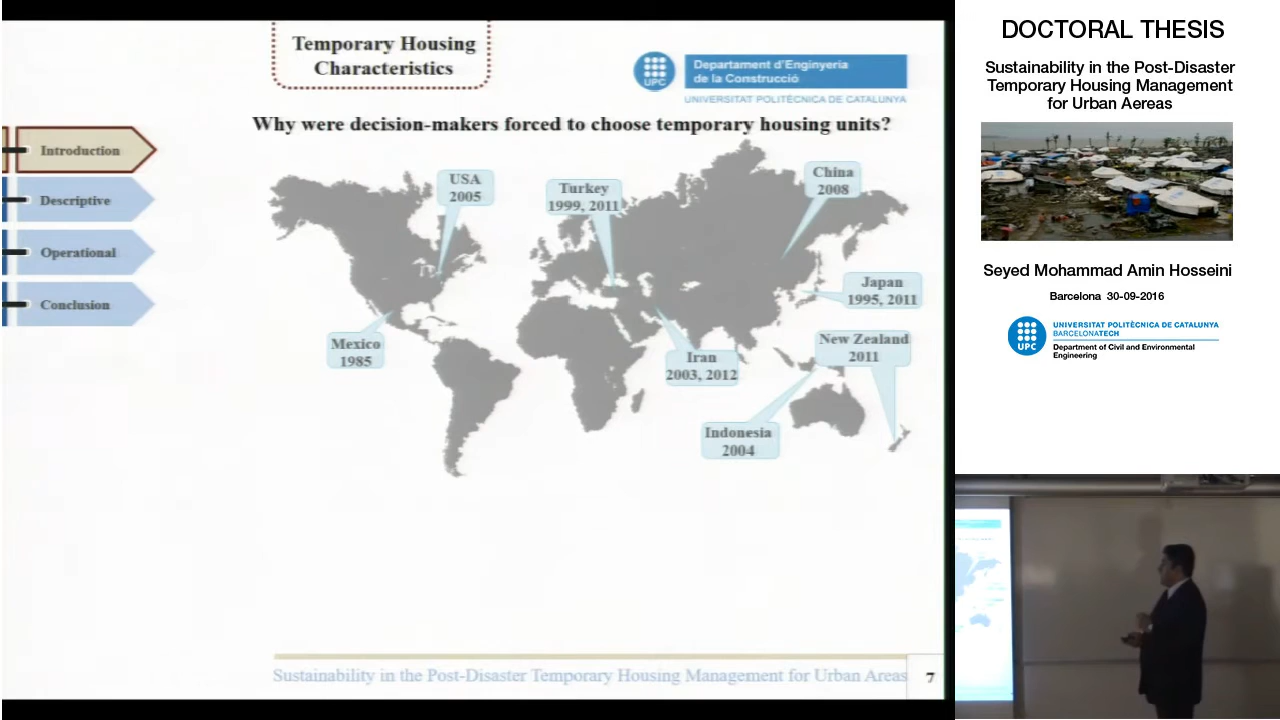 Temporary Housing
Characteristics
UPC
Departament d'Enginyeria
de la Construcció
UNIVERSITAT POLITÈCNICA DE CATALUNYA
Why were decision-makers forced to choose temporary housing units?
Introduction
Descriptive
Operational
Conclusion
USA
2005
Turkey
1999, 2011
China
2008
Japan
1995, 2011
Mexico
1985
Iran
2003, 2012
New Zealand
2011
Indonesia
2004
Sustainability in the Post-Disaster Temporary Housing Management for Urban Areas
7
DOCTORAL THESIS
Sustainability in the Post-Disaster
Temporary Housing Management
for Urban Aereas
Seyed Mohammad Amin Hosseini
Barcelona 30-09-2016
UPC
UNIVERSITAT POLITÈCNICA DE CATALUNYA
BARCELONATECH
Department of Civil and Environmental
Engineering